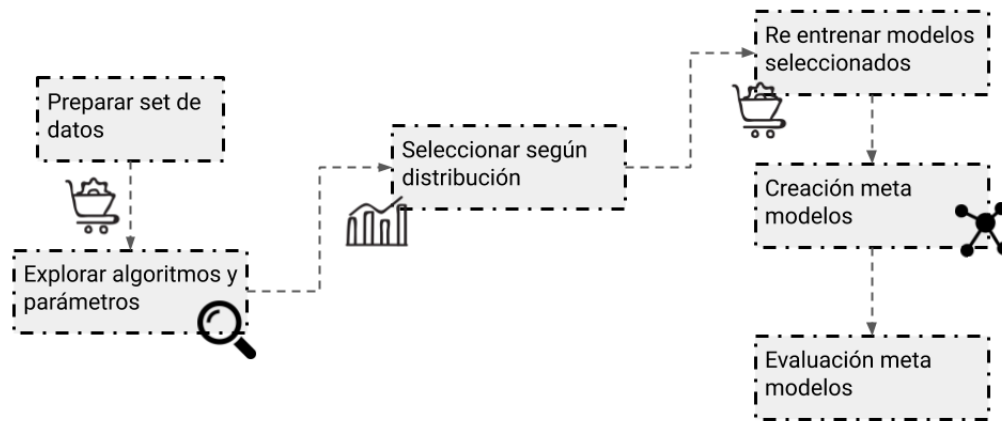 Preparar set de
datos
Explorar algoritmos y
parámetros
Seleccionar según
distribución
Re entrenar modelos
seleccionados
Creación meta
modelos
Evaluación meta
modelos